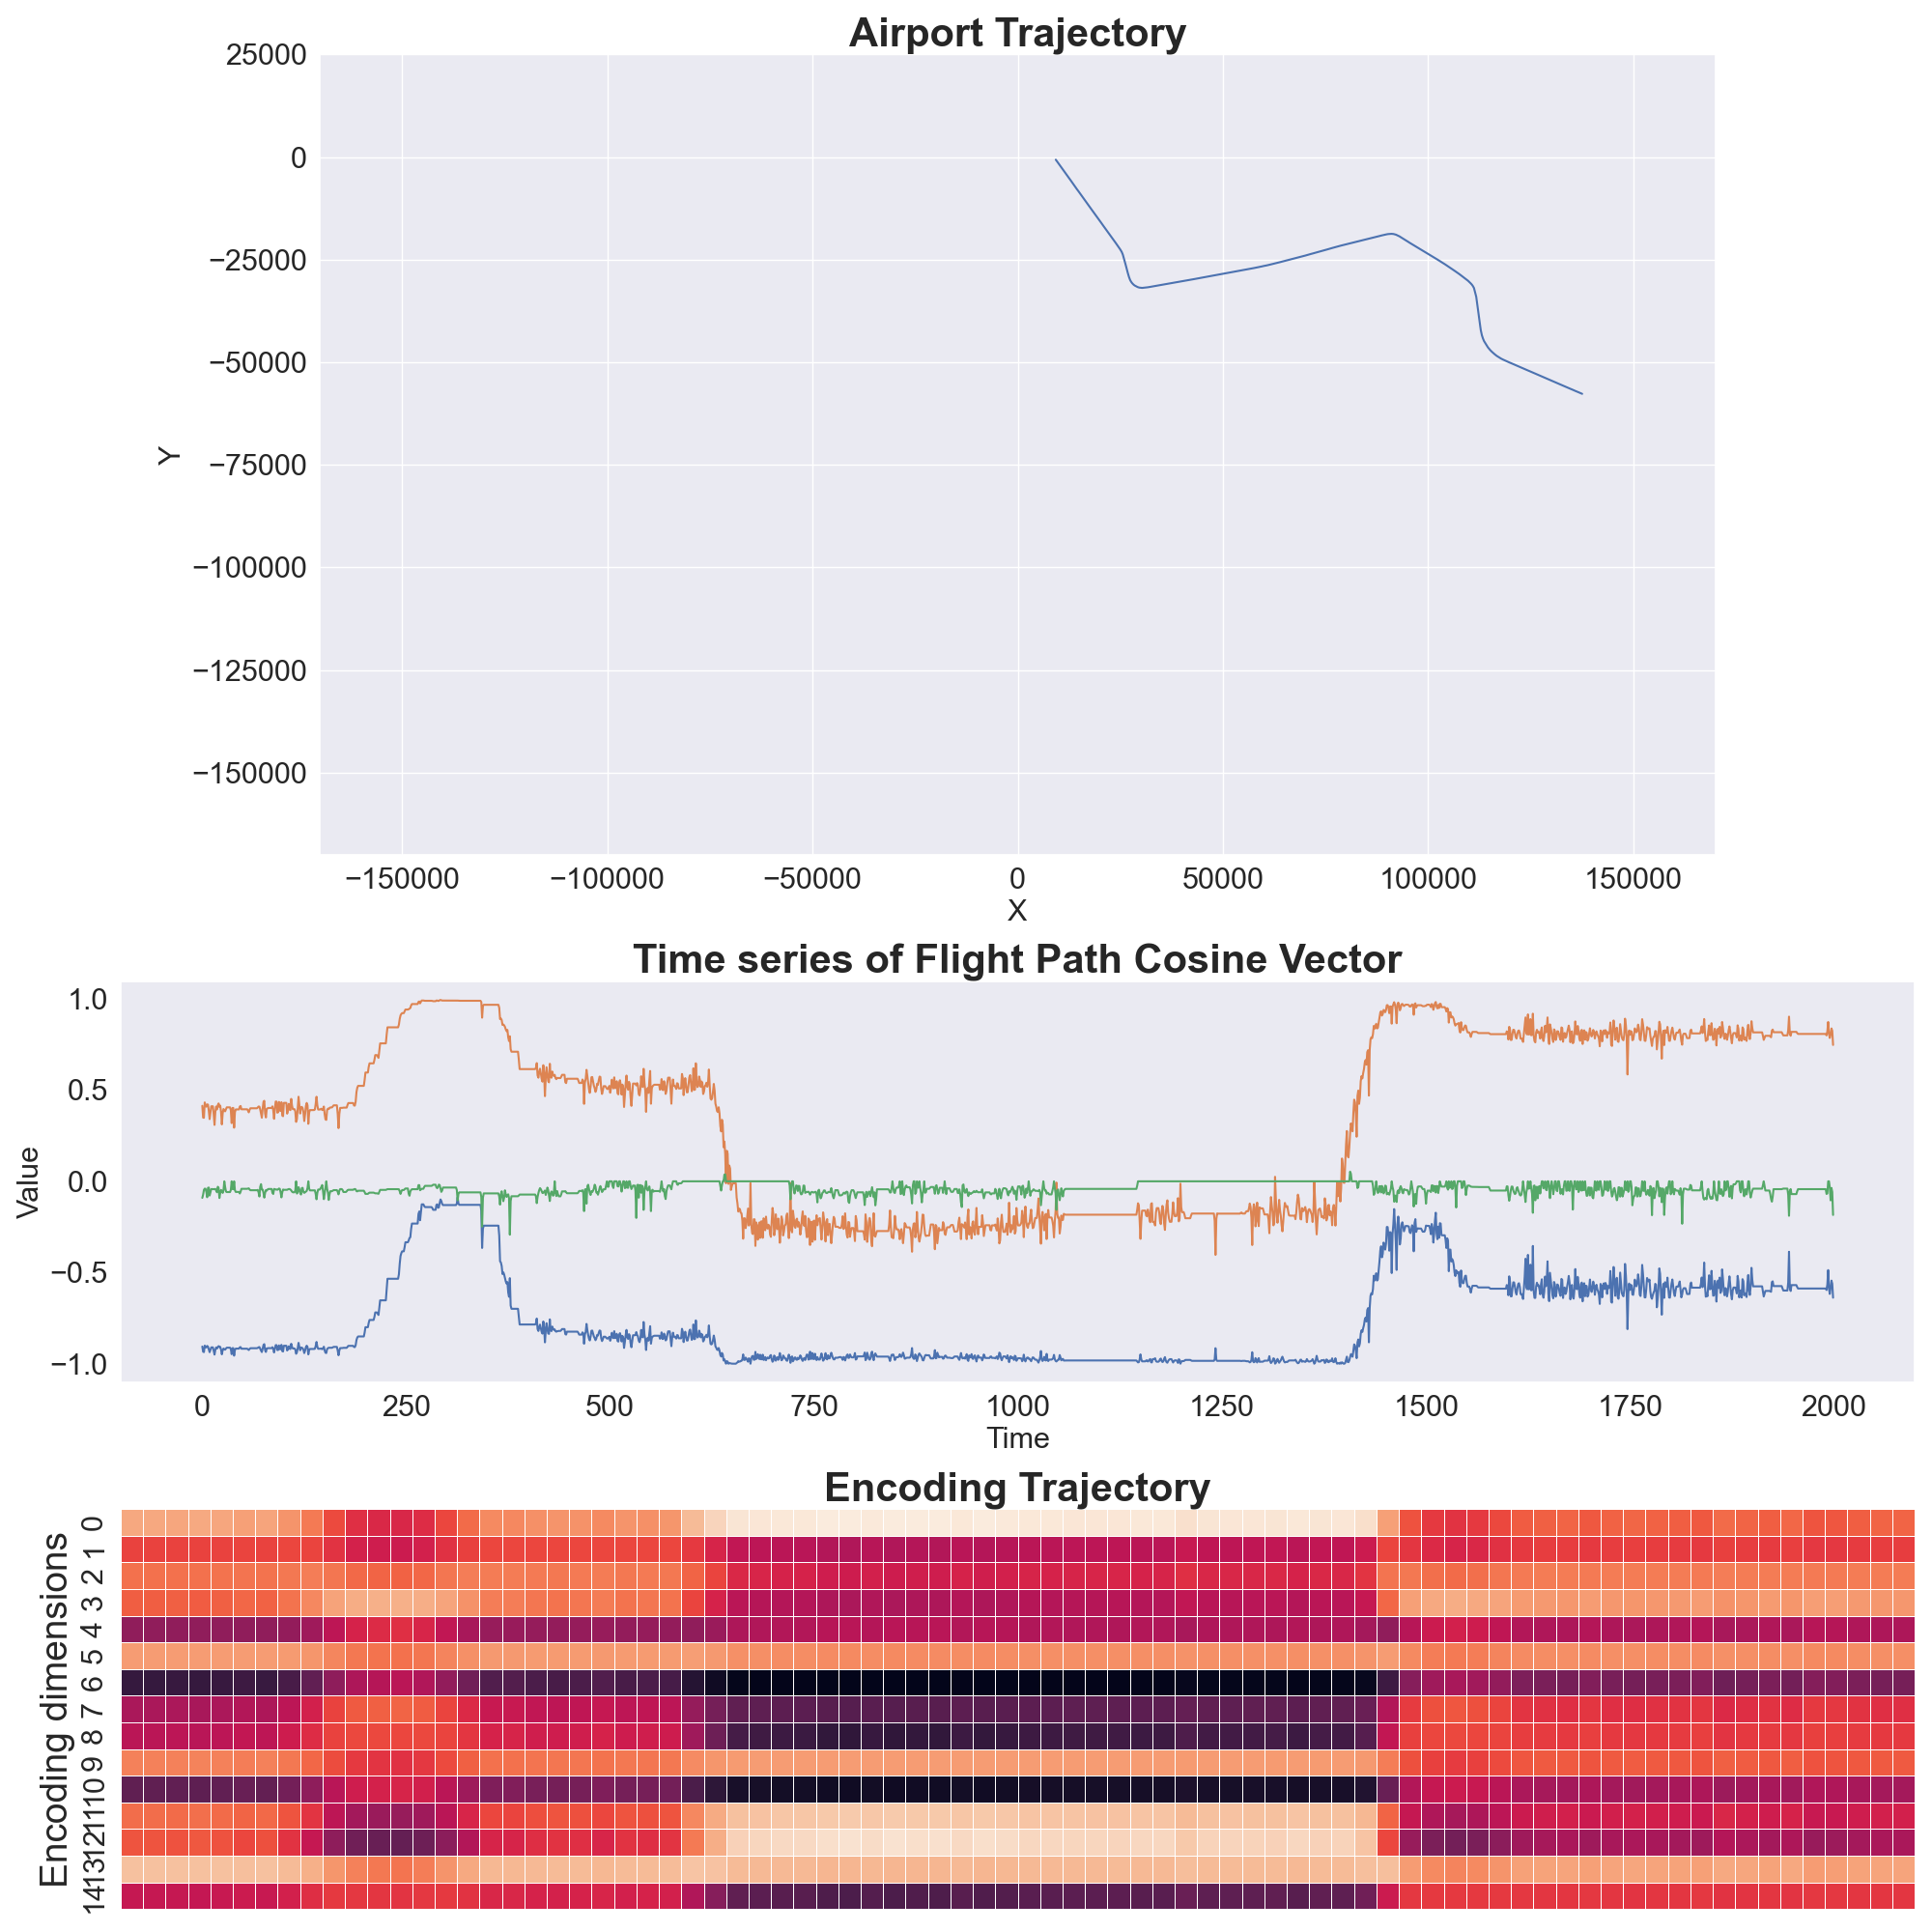 Airport Trajectory
25000
0
−25000
−50000
−75000
−100000
−125000
−150000
Y
−150000 −100000 −50000 0 50000 100000 150000
X
Time series of Flight Path Cosine Vector
1.0
0.5
0.0
−0.5
−1.0
Value
0 250 500 750 1000 1250 1500 1750 2000
Time
Encoding Trajectory
Encoding dimensions
0
1
2
3
4
5
6
7
8
9
10
11
12
13
14